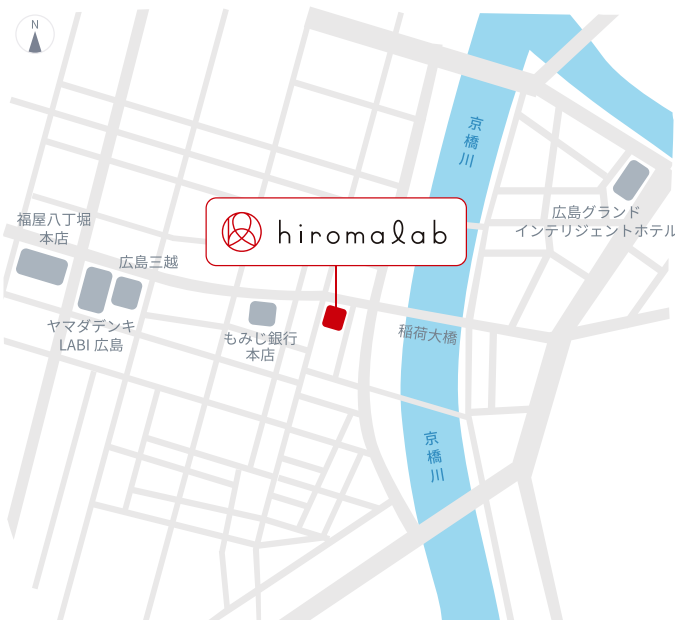 N
京橋川
広島グランド
インテリジェントホテル
福屋八丁堀
本店
hiromalab
広島三越
ヤマダデンキ
LABI 広島
もみじ銀行
本店
稲荷大橋
京橋川